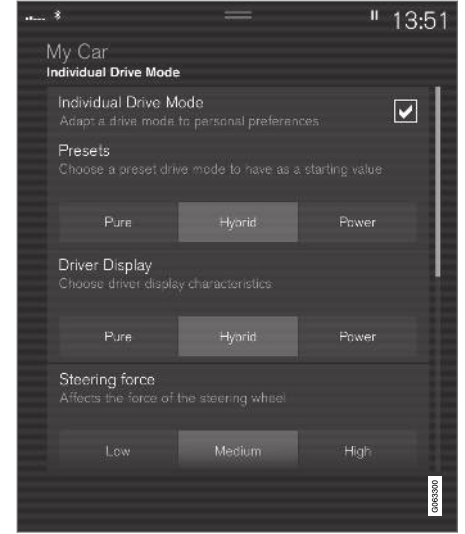 13:51
My Car
Individual Drive Mode
Individual Drive Mode
Adapt a drive mode to personal preferences
Presets
Choose a preset drive mode to have as a starting value
Pure Hybrid Power
Driver Display
Choose driver display characteristics
Pure Hybrid Power
Steering force
Affects the force of the steering wheel
Low Medium High
G063300